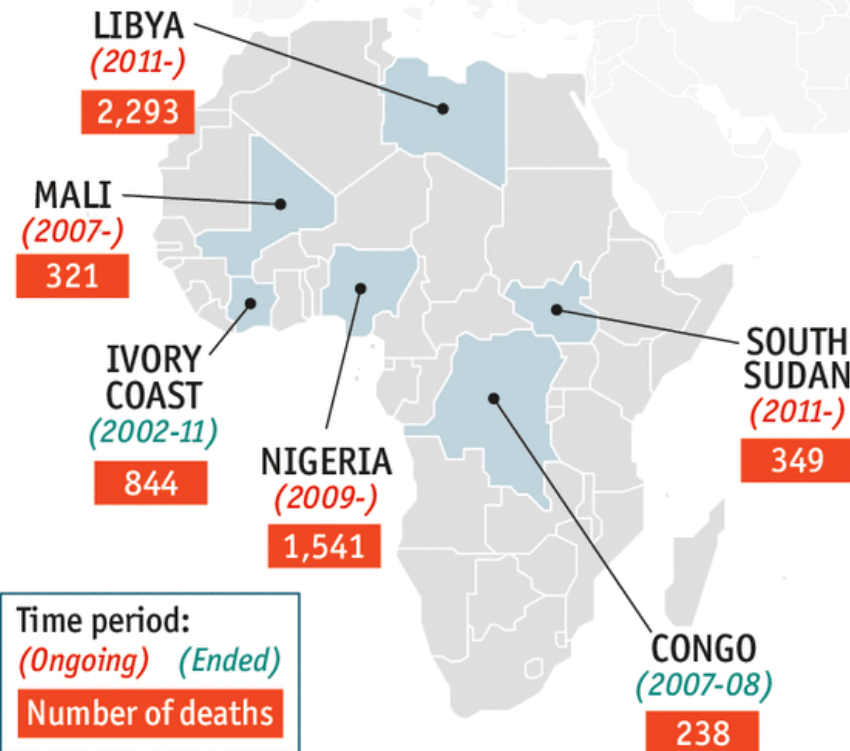 LIBYA
(2011-)
2,293
MALI
(2007-)
321
IVORY
COAST
(2002-11)
844
NIGERIA
(2009-)
1,541
SOUTH
SUDAN
(2011-)
349
CONGO
(2007-08)
238
Time period:
(Ongoing) (Ended)
Number of deaths